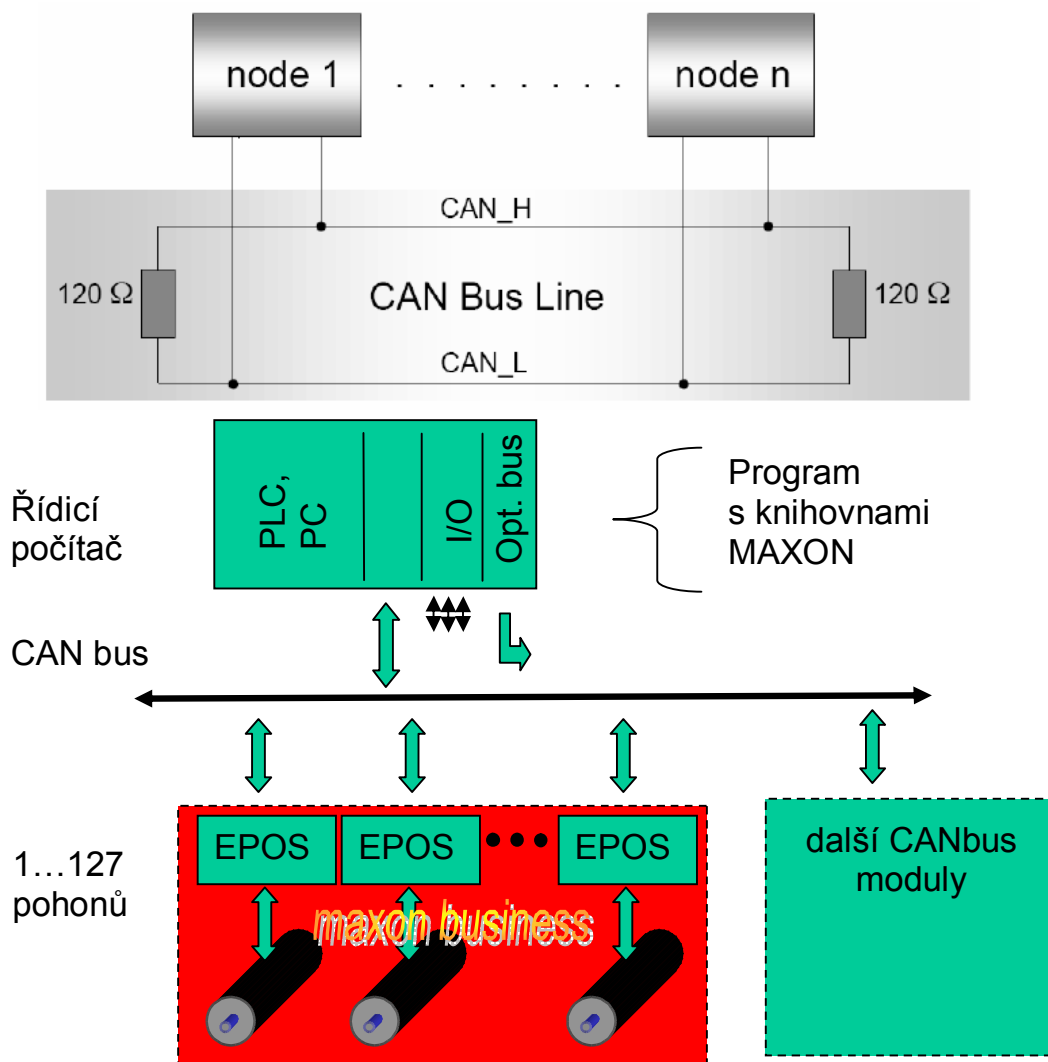 node 1
. . . . . . . .
node n
CAN_H
120 Ω
CAN Bus Line
120 Ω
CAN_L
Řídicí
počítač
PLC,
PC
I/O
Opt. bus
Program
s knihovnami
MAXON
CAN bus
1…127
pohonů
EPOS
EPOS
•••
EPOS
maxon business
další CANbus
moduly